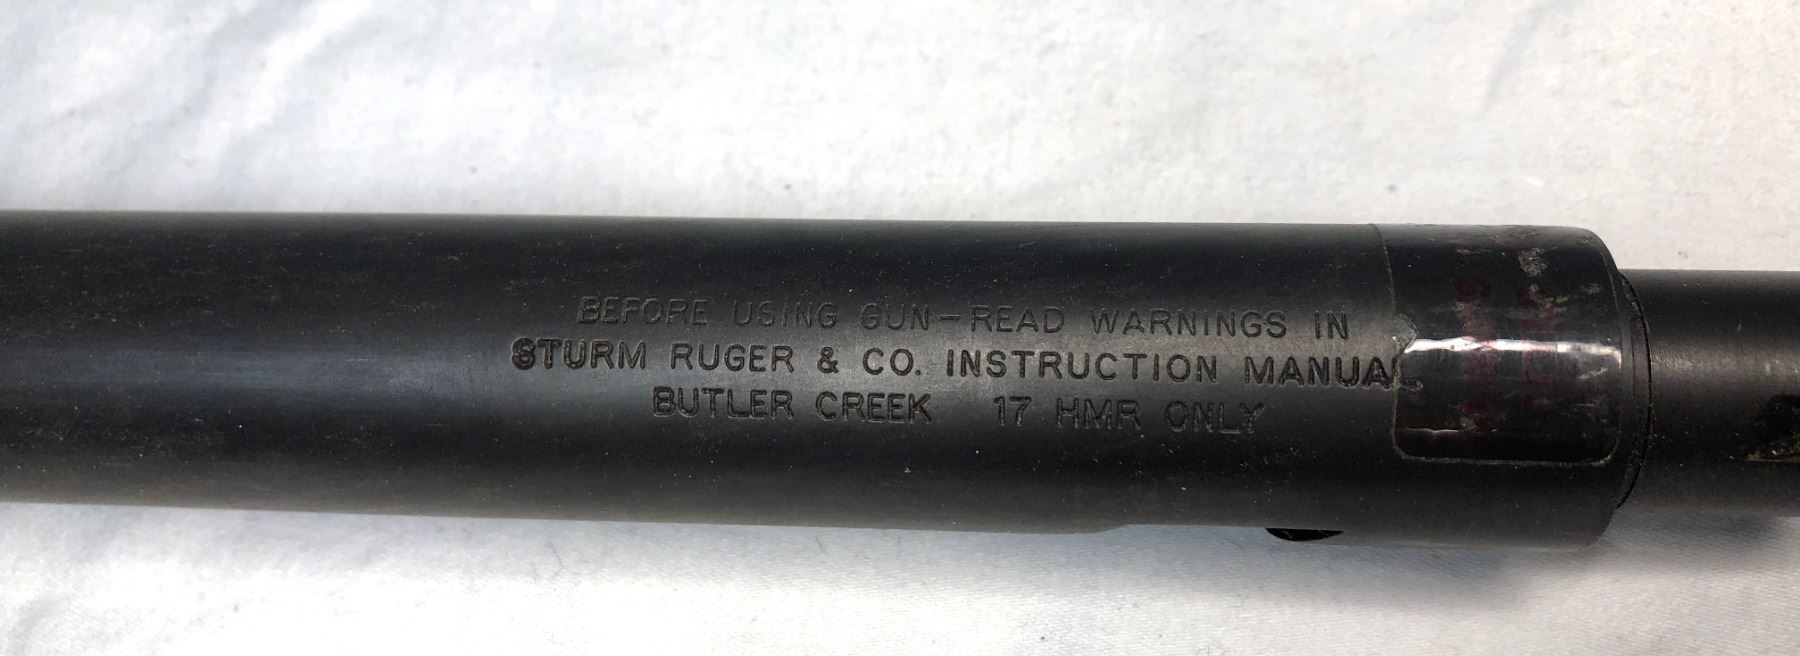 BEFORE USING GUN-READ WARNINGS IN
STURM RUGER & CO. INSTRUCTION MANUAL
BUTLER CREEK 17 HMR ONLY